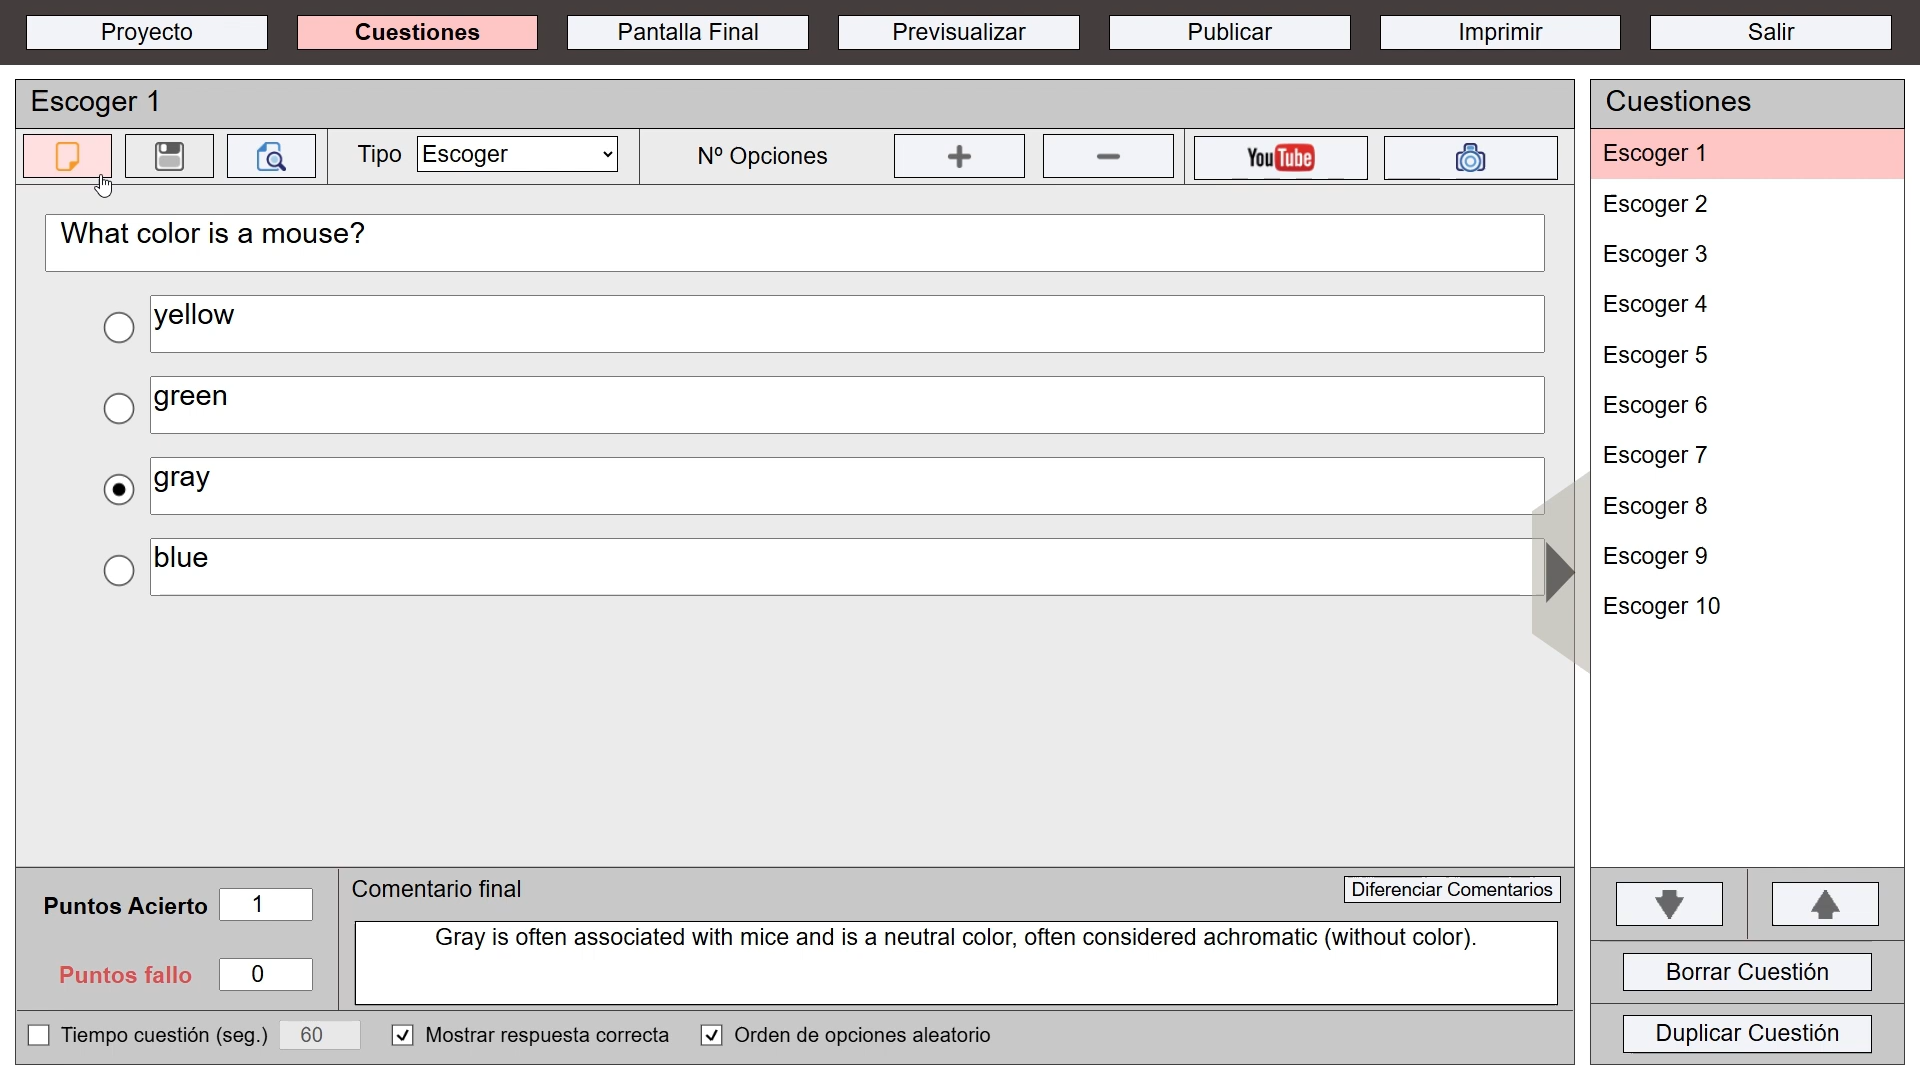 Proyecto
Cuestiones
Pantalla Final
Previsualizar
Publicar
Imprimir
Salir
Escoger 1
Tipo
Escoger
Nº Opciones
YouTube
What color is a mouse?
yellow
green
gray
blue
Puntos Acierto 1
Puntos fallo 0
Comentario final
Diferenciar Comentarios
Gray is often associated with mice and is a neutral color, often considered achromatic (without color).
Tiempo cuestión (seg.) 60
Mostrar respuesta correcta
Orden de opciones aleatorio
Cuestiones
Escoger 1
Escoger 2
Escoger 3
Escoger 4
Escoger 5
Escoger 6
Escoger 7
Escoger 8
Escoger 9
Escoger 10
Borrar Cuestión
Duplicar Cuestión